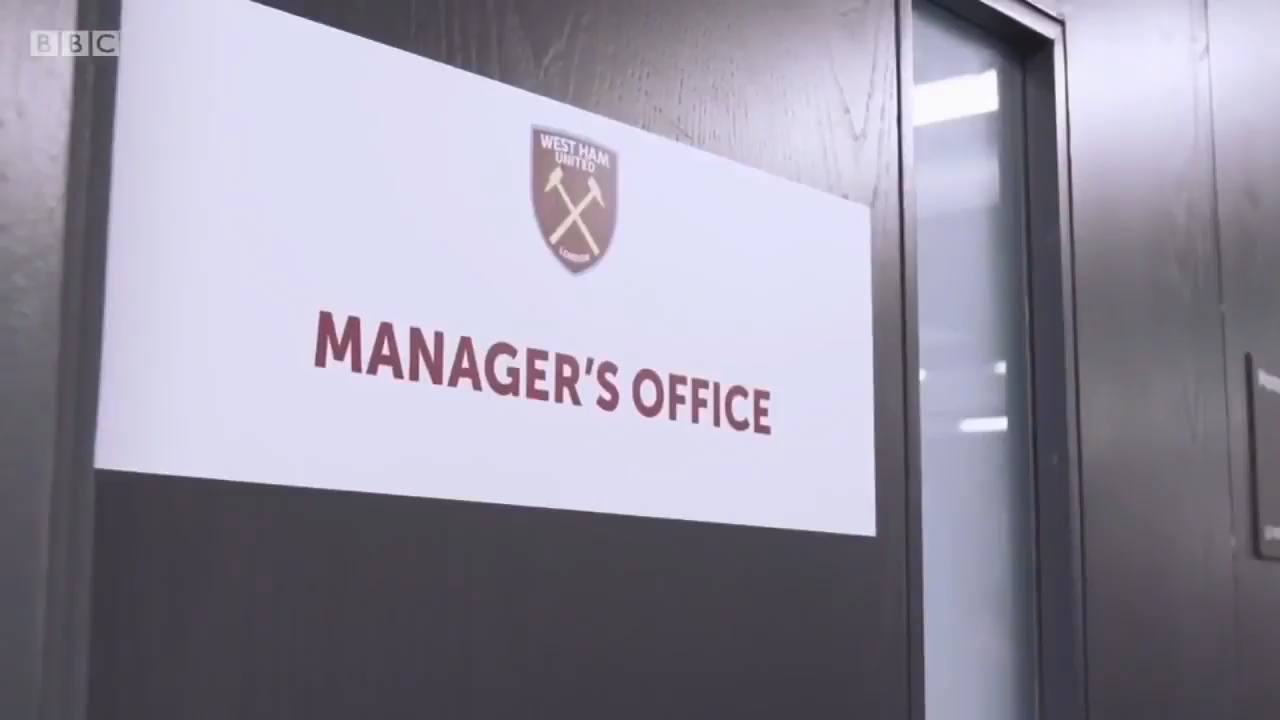 BBC
WEST HAM
UNITED
LONDON
MANAGER'S OFFICE